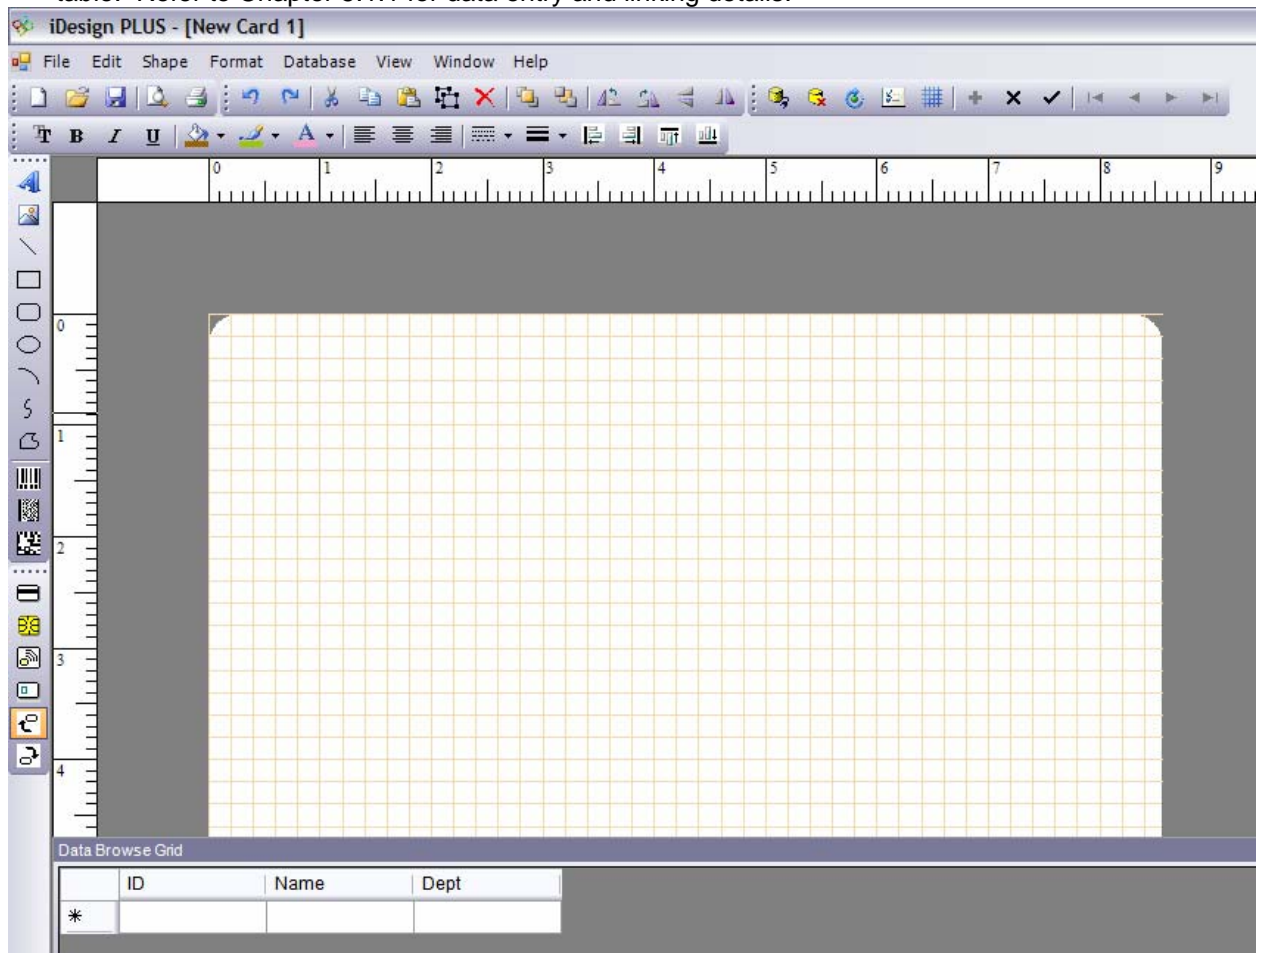 iDesign PLUS - [New Card 1]
File Edit Shape Format Database View Window Help
B I U A
0 1 2 3 4 5 6 7 8 9
0
1
2
3
4
Data Browse Grid
ID Name Dept